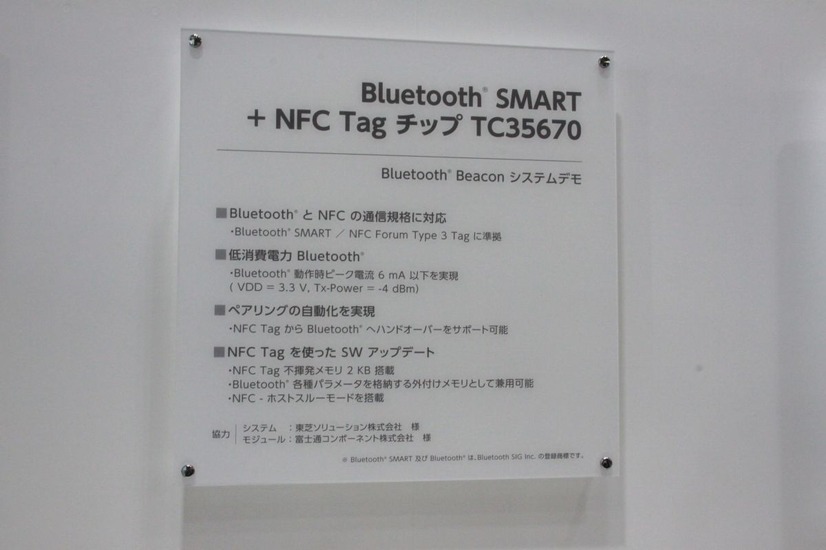 Bluetooth® SMART
+ NFC Tag チップ TC35670
Bluetooth® Beacon システムデモ
■Bluetooth® と NFC の通信規格に対応
・Bluetooth® SMART ／ NFC Forum Type 3 Tag に準拠
■低消費電力 Bluetooth®
・Bluetooth® 動作時ピーク電流 6 mA 以下を実現
( VDD = 3.3 V, Tx-Power = -4 dBm)
■ペアリングの自動化を実現
・NFC Tag から Bluetooth® へハンドオーバーをサポート可能
■NFC Tag を使った SW アップデート
・NFC Tag 不揮発メモリ 2 KB 搭載
・Bluetooth® 各種パラメータを格納する外付けメモリとして兼用可能
・NFC - ホストスルーモードを搭載
協力
システム ：東芝ソリューション株式会社 様
モジュール：富士通コンポーネント株式会社 様
※ Bluetooth® SMART 及び Bluetooth® は、Bluetooth SIG Inc. の登録商標です。